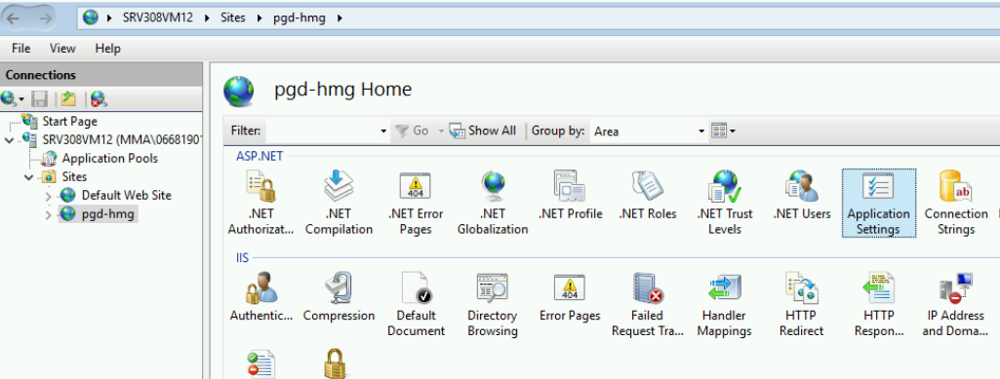 SRV308VM12 Sites pgd-hmg
File View Help
Connections
Start Page
SRV308VM12 (MMA\06681901
Application Pools
Sites
Default Web Site
pgd-hmg
pgd-hmg Home
Filter: Go Show All Group by: Area
ASP.NET
.NET Authorizat...
.NET Compilation
.NET Error Pages
404
.NET Globalization
.NET Profile
.NET Roles
.NET Trust Levels
.NET Users
Application Settings
ab
Connection Strings
IIS
Authentic...
Compression
Default Document
Directory Browsing
404
Error Pages
Failed Request Tra...
Handler Mappings
HTTP Redirect
HTTP Respon...
IP Address and Doma...